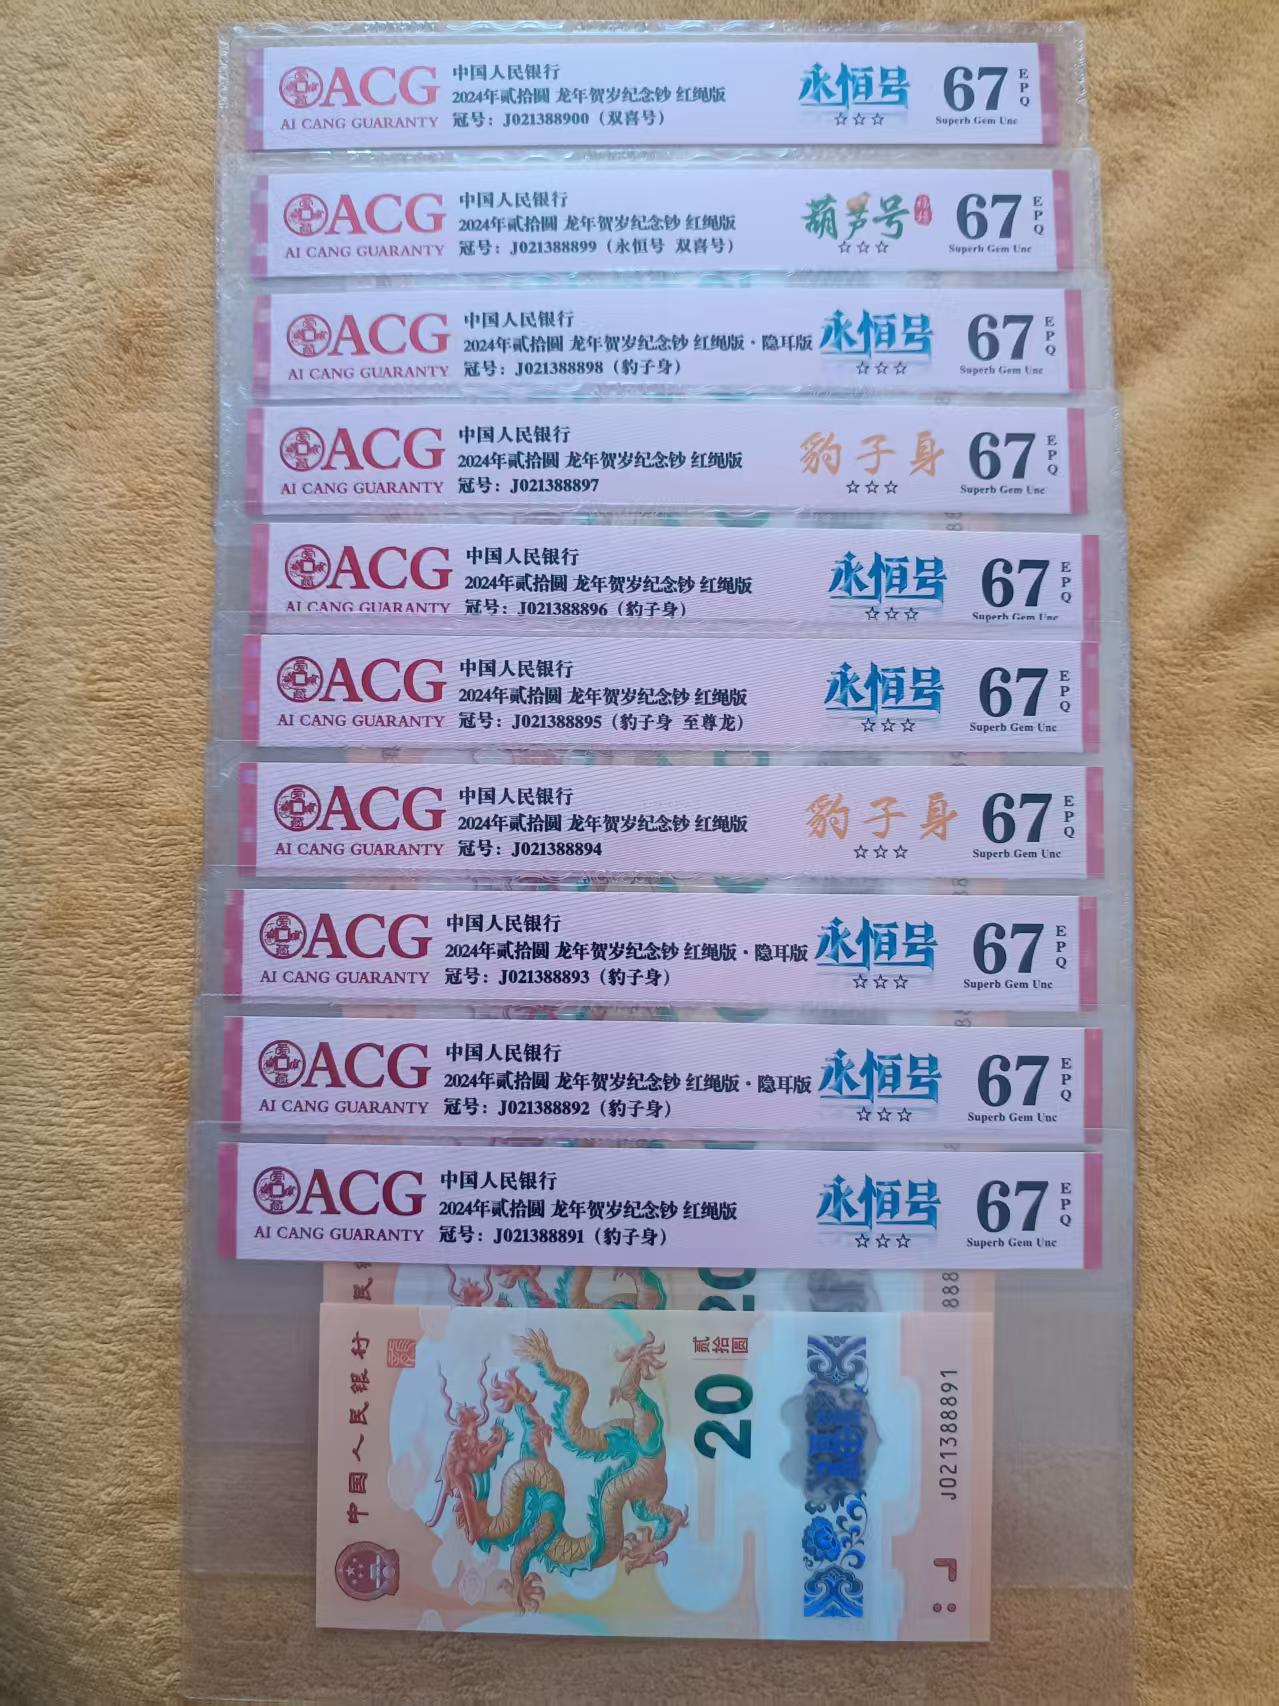 ACG
AI CANG GUARANTY
中国人民银行
2024年贰拾圆 龙年贺岁纪念钞 红绳版
冠号：J021388900（双喜号）
永恒号
☆☆☆
67
EPQ
Superb Gem Unc
ACG
AI CANG GUARANTY
中国人民银行
2024年贰拾圆 龙年贺岁纪念钞 红绳版
冠号：J021388899（永恒号 双喜号）
葫芦号
☆☆☆
67
EPQ
Superb Gem Unc
ACG
AI CANG GUARANTY
中国人民银行
2024年贰拾圆 龙年贺岁纪念钞 红绳版·隐耳版
冠号：J021388898（豹子身）
永恒号
☆☆☆
67
EPQ
Superb Gem Unc
ACG
AI CANG GUARANTY
中国人民银行
2024年贰拾圆 龙年贺岁纪念钞 红绳版
冠号：J021388897
豹子身
☆☆☆
67
EPQ
Superb Gem Unc
ACG
AI CANG GUARANTY
中国人民银行
2024年贰拾圆 龙年贺岁纪念钞 红绳版
冠号：J021388896（豹子身）
永恒号
☆☆☆
67
EPQ
Superb Gem Unc
ACG
AI CANG GUARANTY
中国人民银行
2024年贰拾圆 龙年贺岁纪念钞 红绳版
冠号：J021388895（豹子身 至尊龙）
永恒号
☆☆☆
67
EPQ
Superb Gem Unc
ACG
AI CANG GUARANTY
中国人民银行
2024年贰拾圆 龙年贺岁纪念钞 红绳版
冠号：J021388894
豹子身
☆☆☆
67
EPQ
Superb Gem Unc
ACG
AI CANG GUARANTY
中国人民银行
2024年贰拾圆 龙年贺岁纪念钞 红绳版·隐耳版
冠号：J021388893（豹子身）
永恒号
☆☆☆
67
EPQ
Superb Gem Unc
ACG
AI CANG GUARANTY
中国人民银行
2024年贰拾圆 龙年贺岁纪念钞 红绳版·隐耳版
冠号：J021388892（豹子身）
永恒号
☆☆☆
67
EPQ
Superb Gem Unc
ACG
AI CANG GUARANTY
中国人民银行
2024年贰拾圆 龙年贺岁纪念钞 红绳版
冠号：J021388891（豹子身）
永恒号
☆☆☆
67
EPQ
Superb Gem Unc
20
888
中国人民银行
贰拾圆
20
福
J021388891